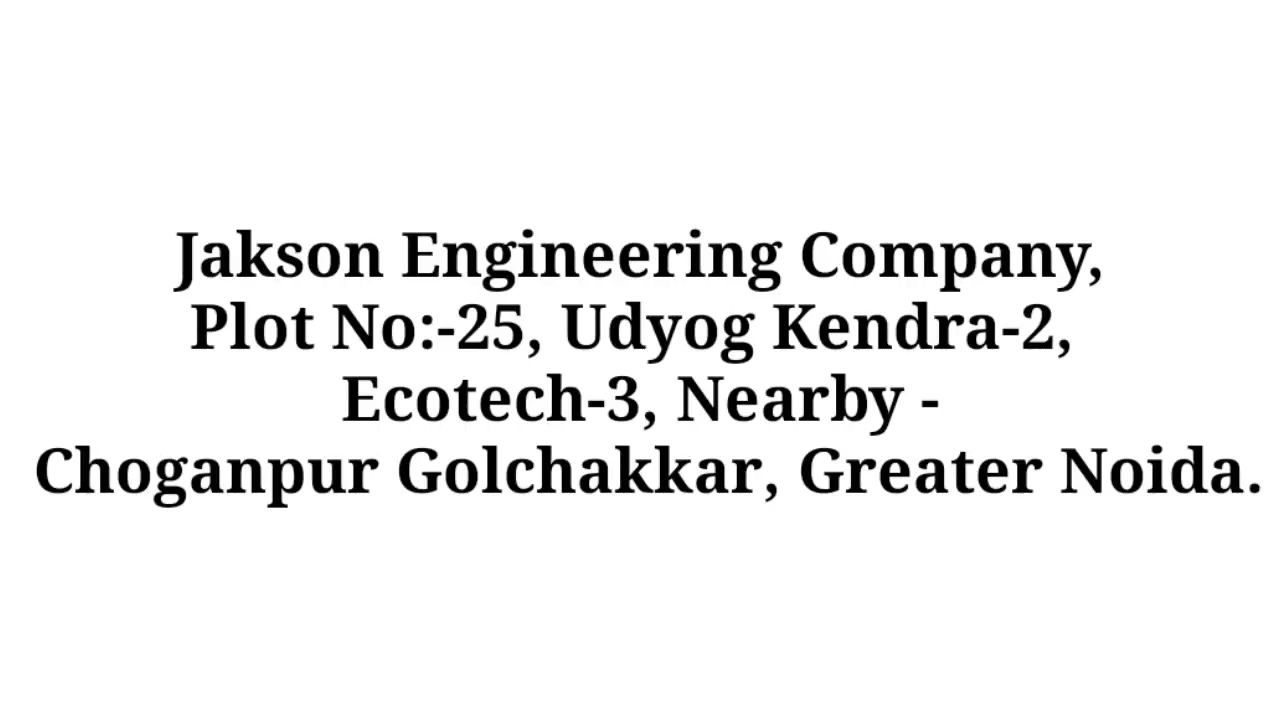 Jakson Engineering Company,
Plot No:-25, Udyog Kendra-2,
Ecotech-3, Nearby -
Choganpur Golchakkar, Greater Noida.